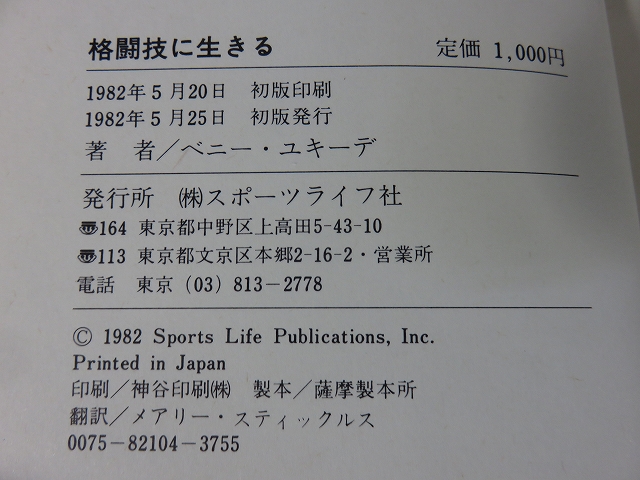 格闘技に生きる 定価 1,000円
1982年5月20日 初版印刷
1982年5月25日 初版発行
著 者／ベニー・ユキーデ
発行所 ㈱スポーツライフ社
〠164 東京都中野区上高田5-43-10
〠113 東京都文京区本郷2-16-2・営業所
電話 東京（03）813－2778
© 1982 Sports Life Publications, Inc.
Printed in Japan
印刷／神谷印刷㈱ 製本／薩摩製本所
翻訳／メアリー・スティックルス
0075－82104－3755